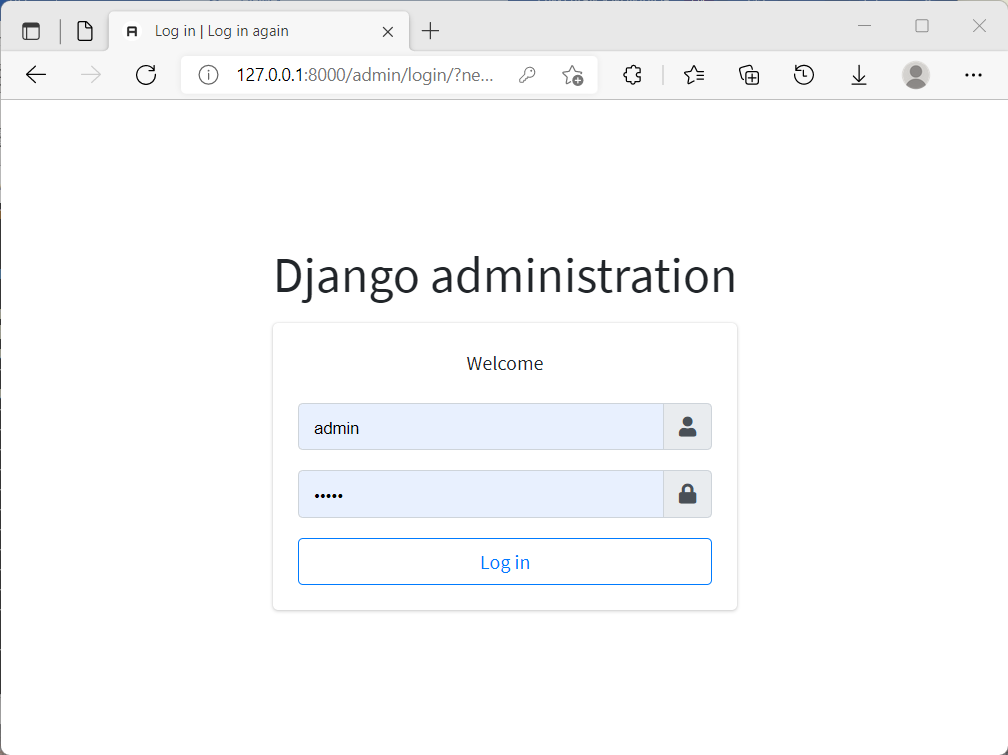 Log in | Log in again
127.0.0.1:8000/admin/login/?ne...
Django administration
Welcome
admin
•••••
Log in